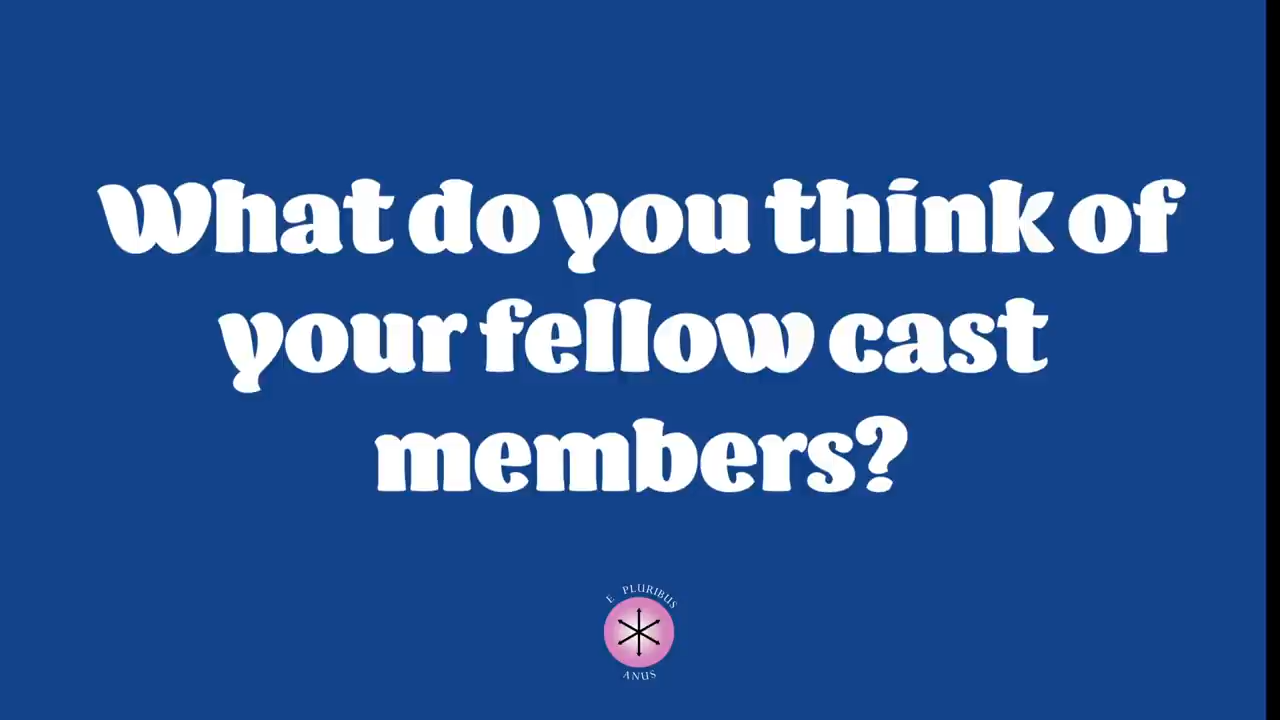 What do you think of
your fellow cast
members?
E PLURIBUS
ANUS